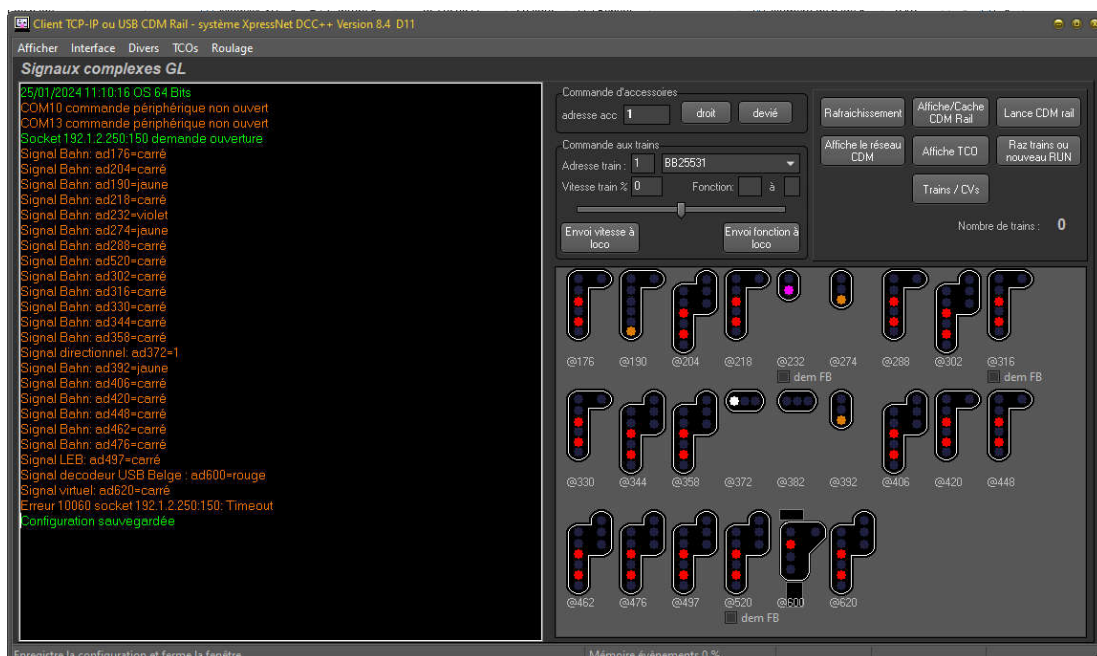 Client TCP-IP ou USB CDM Rail - système XpressNet DCC++ Version 8.4 D11
Afficher Interface Divers TCOs Roulage
Signaux complexes GL
25/01/2024 11:10:16 OS 64 Bits
COM10 commande périphérique non ouvert
COM13 commande périphérique non ouvert
Socket 192.1.2.250:150 demande ouverture
Signal Bahn: ad176=carré
Signal Bahn: ad204=carré
Signal Bahn: ad190=jaune
Signal Bahn: ad218=carré
Signal Bahn: ad232=violet
Signal Bahn: ad274=jaune
Signal Bahn: ad288=carré
Signal Bahn: ad520=carré
Signal Bahn: ad302=carré
Signal Bahn: ad316=carré
Signal Bahn: ad330=carré
Signal Bahn: ad344=carré
Signal Bahn: ad358=carré
Signal directionnel: ad372=1
Signal Bahn: ad392=jaune
Signal Bahn: ad406=carré
Signal Bahn: ad420=carré
Signal Bahn: ad448=carré
Signal Bahn: ad462=carré
Signal Bahn: ad476=carré
Signal LEB: ad497=carré
Signal decodeur USB Belge : ad600=rouge
Signal virtuel: ad620=carré
Erreur 10060 socket 192.1.2.250:150: Timeout
Configuration sauvegardée
Commande d'accessoires
adresse acc 1 droit devié
Commande aux trains
Adresse train : 1 BB25531
Vitesse train % 0 Fonction: à
Envoi vitesse à
loco
Envoi fonction à
loco
Rafraichissement
Affiche/Cache
CDM Rail
Lance CDM rail
Affiche le réseau
CDM
Affiche TCO
Raz trains ou
nouveau RUN
Trains / CVs
Nombre de trains : 0
@176 @190 @204 @218 @232 @274 @288 @302 @316
dem FB dem FB
@330 @344 @358 @372 @382 @392 @406 @420 @448
@462 @476 @497 @520 @600 @620
dem FB
Enregistre la configuration et ferme la fenêtre
Mémoire évènements 0 %